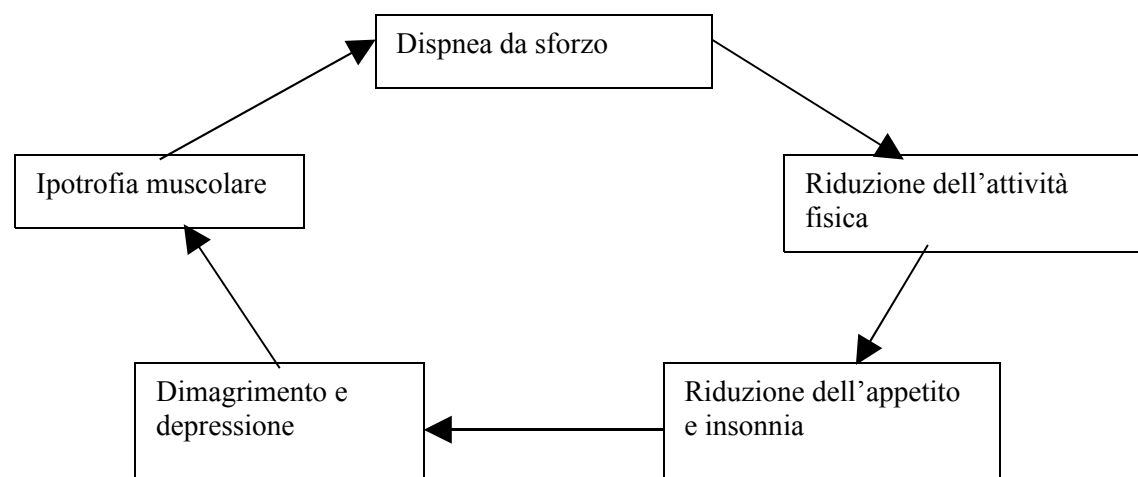 Dispnea da sforzo
Ipotrofia muscolare
Riduzione dell’attività
fisica
Dimagrimento e
depressione
Riduzione dell’appetito
e insonnia